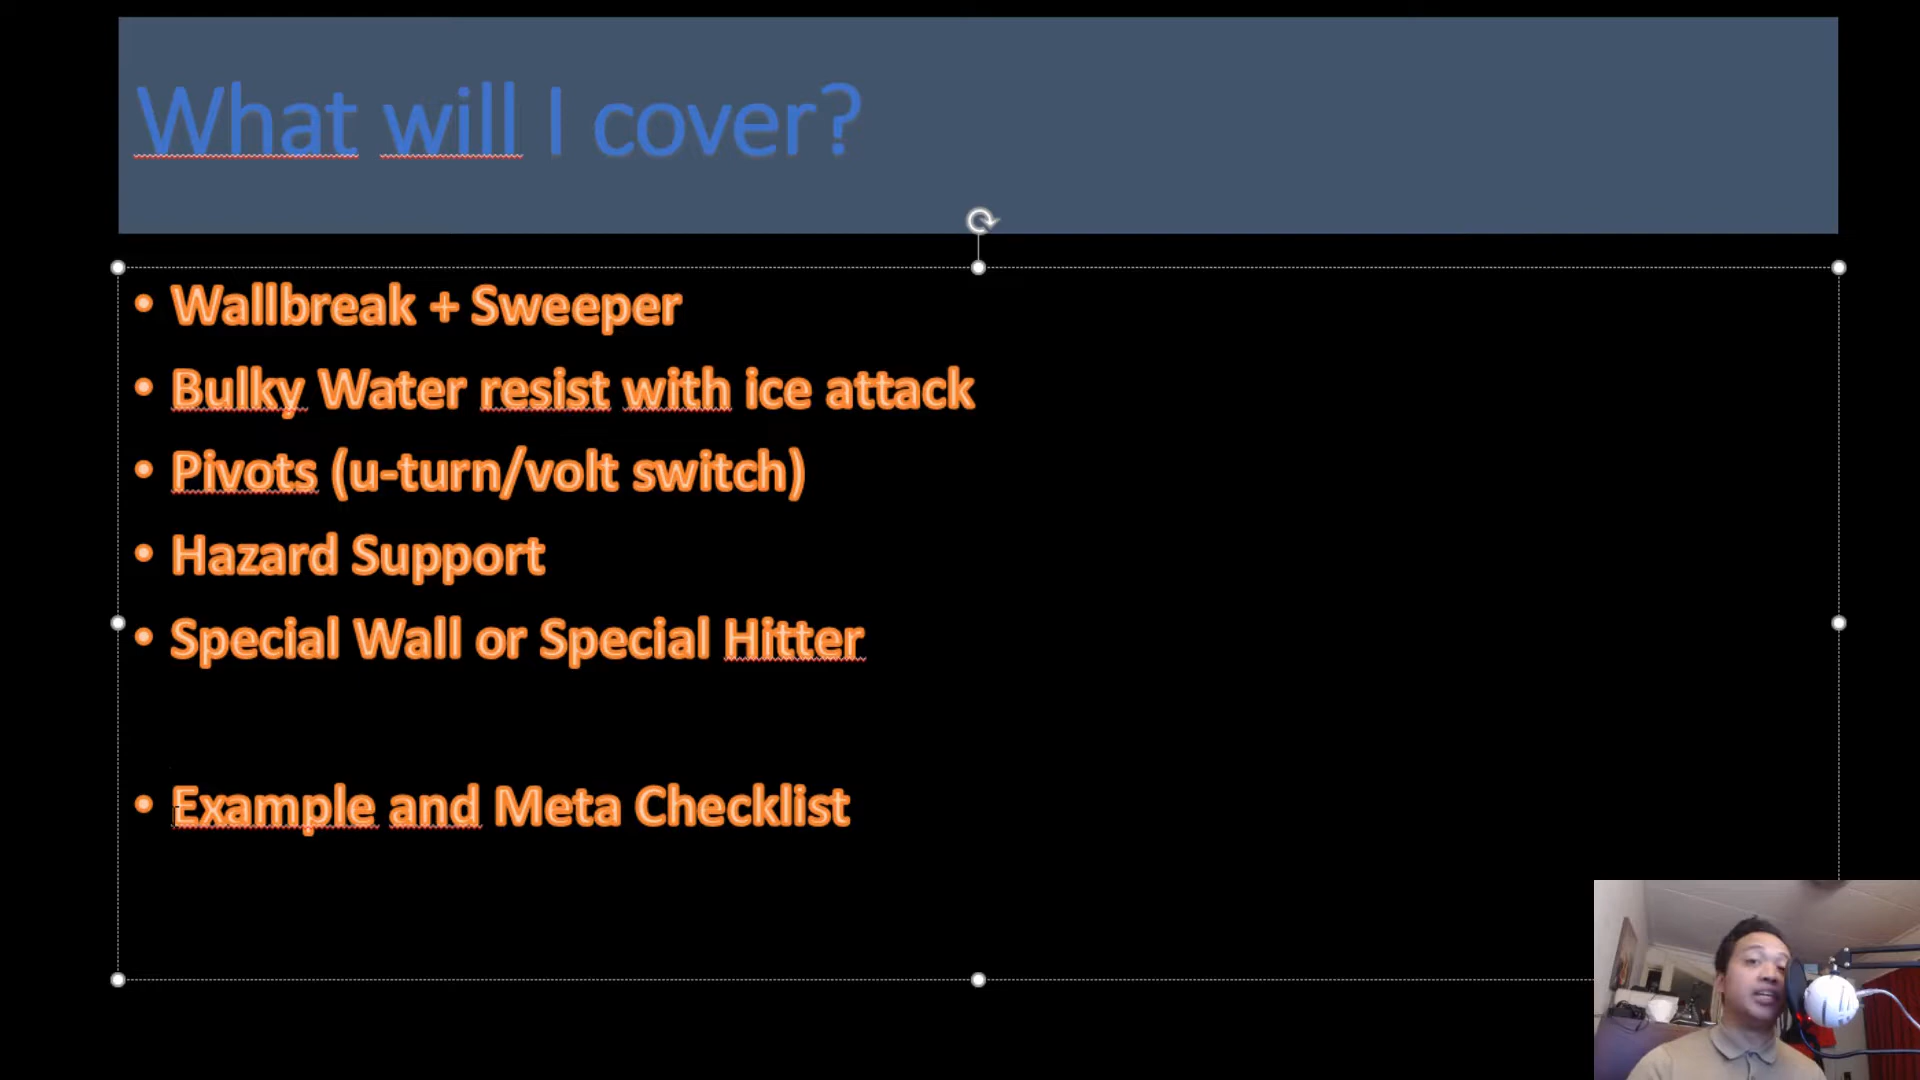 What will I cover?
• Wallbreak + Sweeper
• Bulky Water resist with ice attack
• Pivots (u-turn/volt switch)
• Hazard Support
• Special Wall or Special Hitter
• Example and Meta Checklist